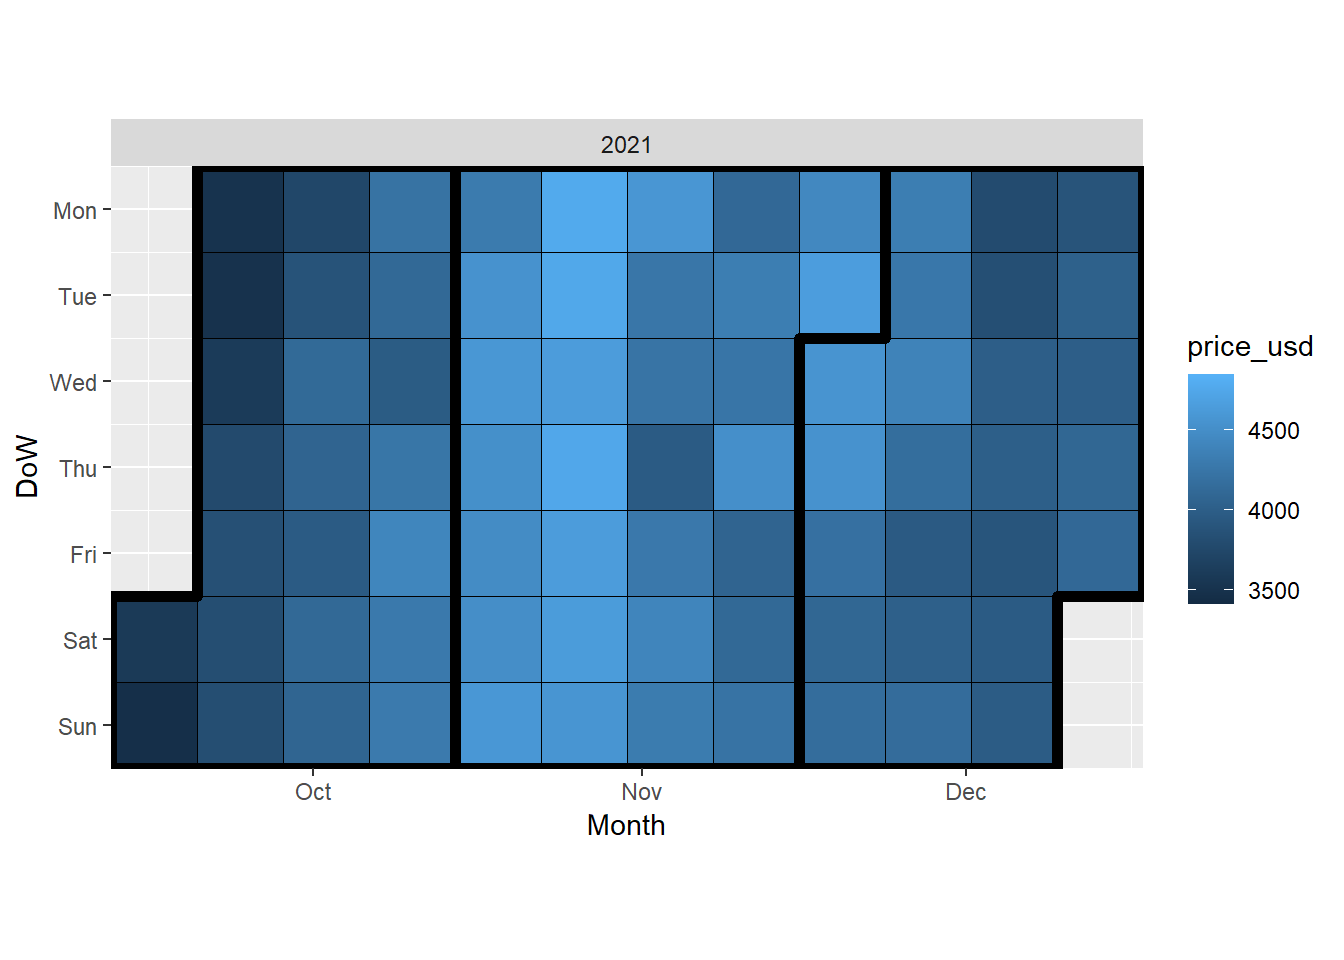 2021
Mon
Tue
Wed
Thu
Fri
Sat
Sun
DoW
Oct Nov Dec
Month
price_usd
4500
4000
3500